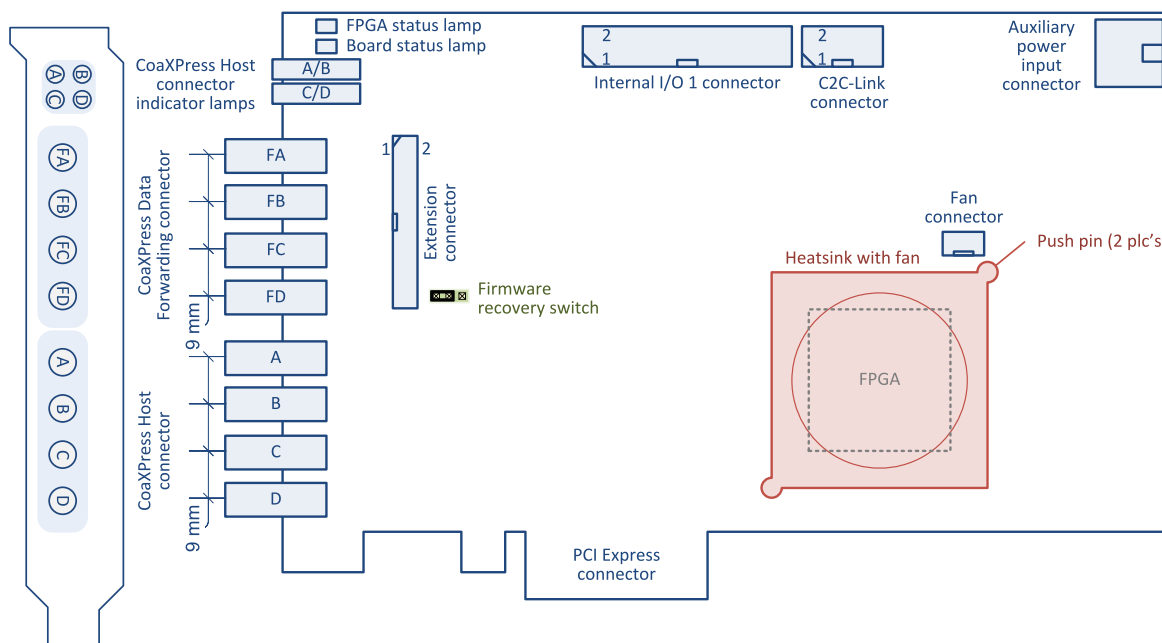 FPGA status lamp
Board status lamp
CoaXPress Host
connector
indicator lamps
A/B
C/D
2
1
Internal I/O 1 connector
2
1
C2C-Link
connector
Auxiliary
power
input
connector
A
B
C
D
FA
FB
FC
FD
A
B
C
D
CoaXPress Data
Forwarding connector
FA
FB
FC
FD
9 mm
1
2
Extension
connector
Firmware
recovery switch
CoaXPress Host
connector
A
B
C
D
9 mm
Fan
connector
Push pin (2 plc's
Heatsink with fan
FPGA
PCI Express
connector